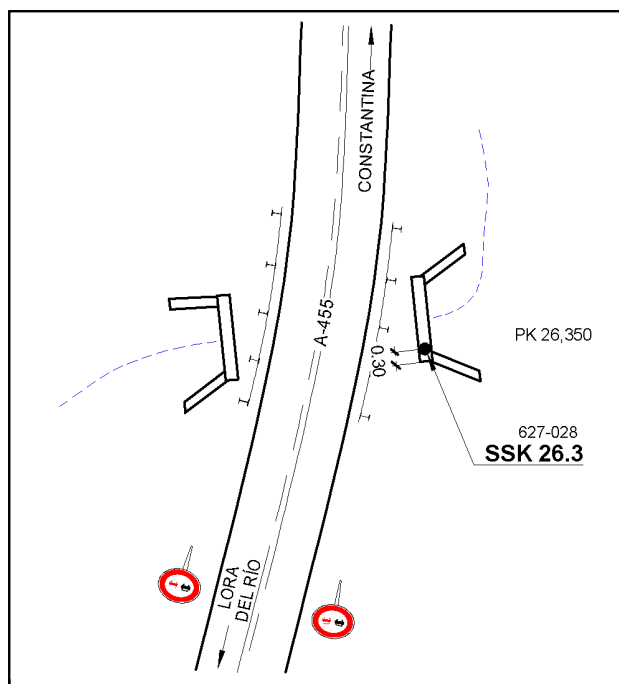 CONSTANTINA
A-455
0.30
PK 26,350
627-028
SSK 26.3
LORA
DEL RÍO